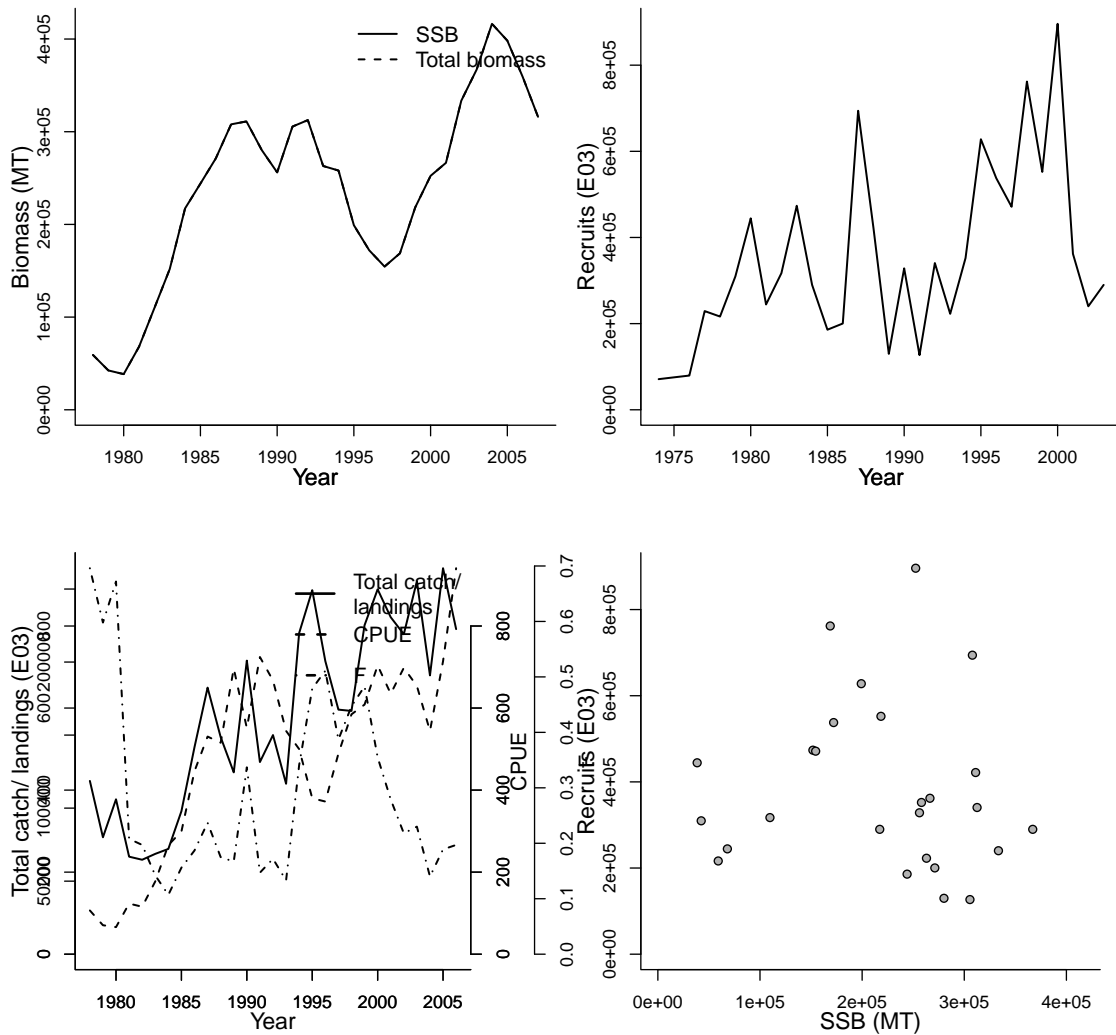 SSB
Total biomass
Biomass (MT)
0e+00
1e+05
2e+05
3e+05
4e+05
1980 1985 1990 1995 2000 2005
Year
Recruits (E03)
0e+00
2e+05
4e+05
6e+05
8e+05
1975 1980 1985 1990 1995 2000
Year
Total catch/
landings
CPUE
F
Total catch/ landings (E03)
0
200
600
1980 1985 1990 1995 2000 2005
Year
CPUE
0
200
400
600
800
F
0.0
0.1
0.2
0.3
0.4
0.5
0.6
0.7
Recruits (E03)
0e+00
2e+05
4e+05
6e+05
8e+05
0e+00 1e+05 2e+05 3e+05 4e+05
SSB (MT)